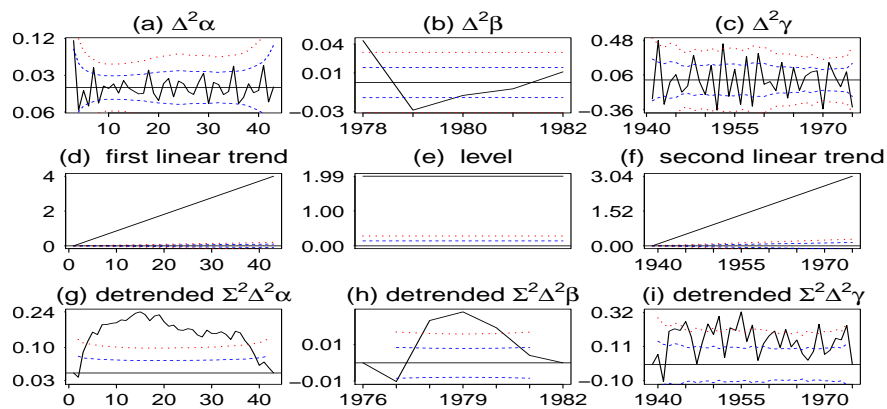 (a) Δ²α
(b) Δ²β
(c) Δ²γ
0.12
0.03
0.06
10 20 30 40
0.04
0.01
−0.03
1978 1980 1982
0.48
0.06
−0.36
1940 1955 1970
(d) first linear trend
(e) level
(f) second linear trend
4
2
0
0 10 20 30 40
1.99
1.00
0.00
3.04
1.52
0.00
1940 1955 1970
(g) detrended Σ²Δ²α
(h) detrended Σ²Δ²β
(i) detrended Σ²Δ²γ
0.24
0.10
0.03
0 10 20 30 40
−0.01
−0.01
1976 1979 1982
0.32
0.11
−0.10
1940 1955 1970